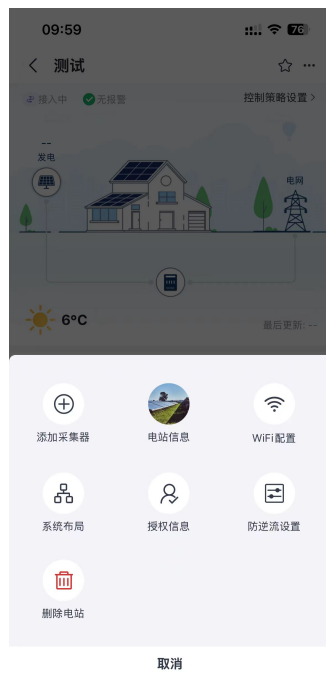 09:59
76
测试
接入中
无报警
控制策略设置
--
发电
电网
6°C
最后更新: --
添加采集器
电站信息
WiFi配置
系统布局
授权信息
防逆流设置
删除电站
取消